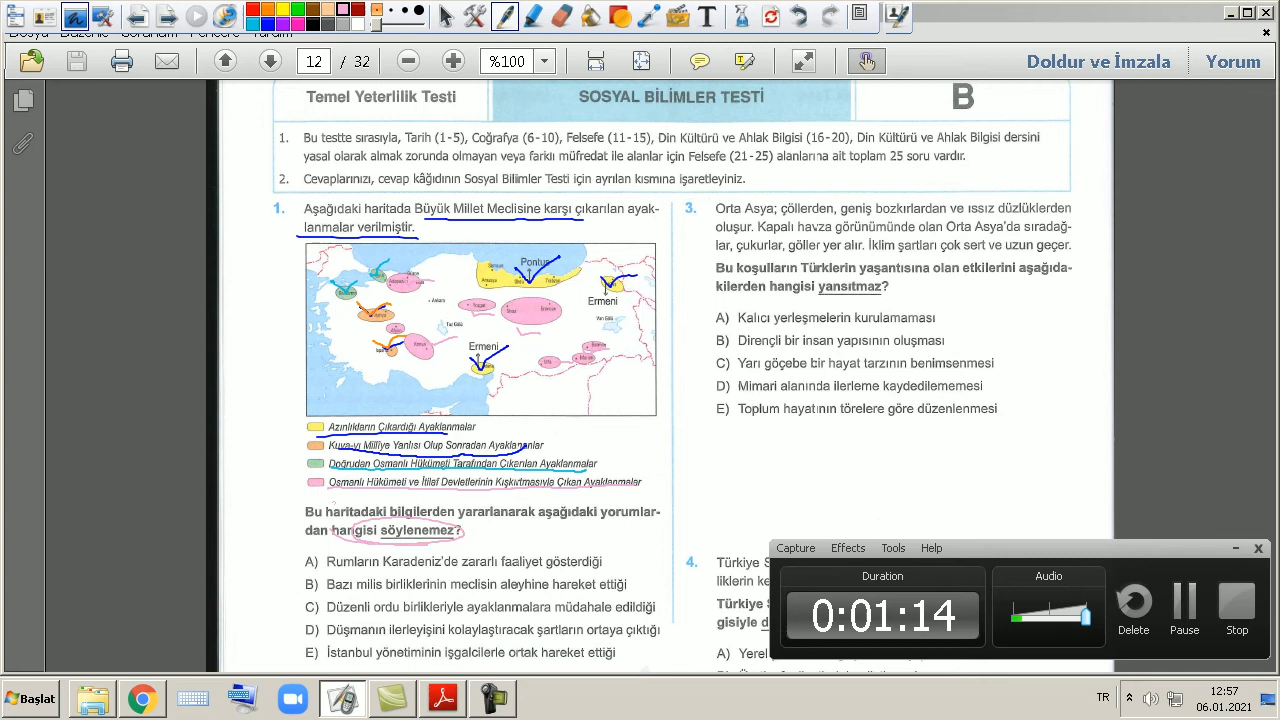 Dosya Düzenle Görünüm Pencere Yardım
12 / 32
%100
Doldur ve İmzala
Yorum
Temel Yeterlilik Testi
SOSYAL BİLİMLER TESTİ
B
1. Bu testte sırasıyla, Tarih (1-5), Coğrafya (6-10), Felsefe (11-15), Din Kültürü ve Ahlak Bilgisi (16-20), Din Kültürü ve Ahlak Bilgisi dersini
yasal olarak almak zorunda olmayan veya farklı müfredat ile alanlar için Felsefe (21-25) alanlarına ait toplam 25 soru vardır.
2. Cevaplarınızı, cevap kâğıdının Sosyal Bilimler Testi için ayrılan kısmına işaretleyiniz.
1. Aşağıdaki haritada Büyük Millet Meclisine karşı çıkarılan ayak-
lanmalar verilmiştir.
Pontus
Ermeni
Ermeni
Azınlıkların Çıkardığı Ayaklanmalar
Kuva-yı Milliye Yanlısı Olup Sonradan Ayaklananlar
Doğrudan Osmanlı Hükümeti Tarafından Çıkarılan Ayaklanmalar
Osmanlı Hükümeti ve İtilaf Devletlerinin Kışkırtmasıyla Çıkan Ayaklanmalar
Bu haritadaki bilgilerden yararlanarak aşağıdaki yorumlar-
dan hangisi söylenemez?
A) Rumların Karadeniz'de zararlı faaliyet gösterdiği
B) Bazı milis birliklerinin meclisin aleyhine hareket ettiği
C) Düzenli ordu birlikleriyle ayaklanmalara müdahale edildiği
D) Düşmanın ilerleyişini kolaylaştıracak şartların ortaya çıktığı
E) İstanbul yönetiminin işgalcilerle ortak hareket ettiği
3. Orta Asya; çöllerden, geniş bozkırlardan ve ıssız düzlüklerden
oluşur. Kapalı havza görünümünde olan Orta Asya'da sıradağ-
lar, çukurlar, göller yer alır. İklim şartları çok sert ve uzun geçer.
Bu koşulların Türklerin yaşantısına olan etkilerini aşağıda-
kilerden hangisi yansıtmaz?
A) Kalıcı yerleşmelerin kurulamaması
B) Dirençli bir insan yapısının oluşması
C) Yarı göçebe bir hayat tarzının benimsenmesi
D) Mimari alanında ilerleme kaydedilememesi
E) Toplum hayatının törelere göre düzenlenmesi
4. Türkiye S
liklerin ke
Türkiye S
gisiyle d
A) Yerel
Capture Effects Tools Help
Duration
0:01:14
Audio
Delete
Pause
Stop
Başlat
TR
12:57
06.01.2021